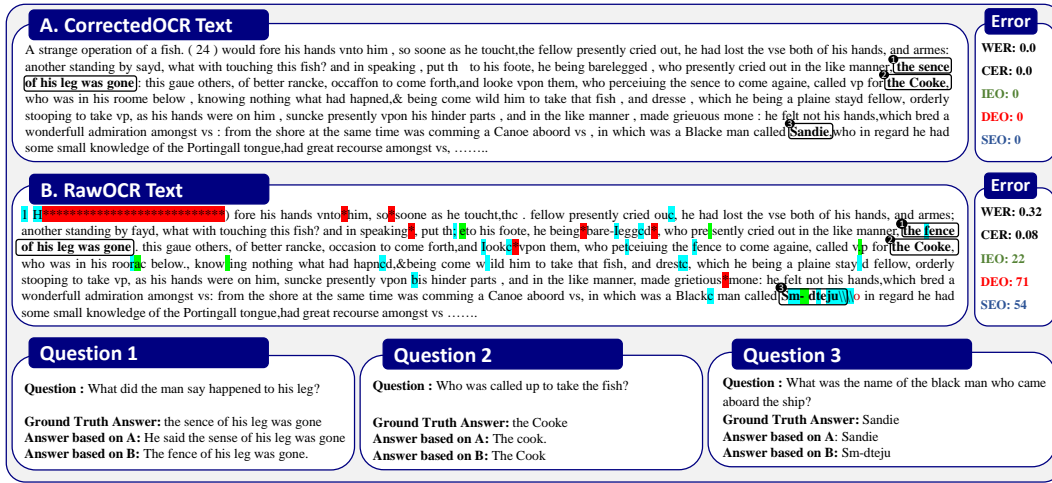 A. CorrectedOCR Text
A strange operation of a fish. ( 24 ) would fore his hands vnto him , so soone as he toucht,the fellow presently cried out, he had lost the vse both of his hands, and armes:
another standing by sayd, what with touching this fish? and in speaking , put th to his foote, he being barelegged , who presently cried out in the like manner, the sence
of his leg was gone: this gaue others, of better rancke, occaffon to come forth,and looke vpon them, who perceiuing the sence to come againe, called vp for the Cooke,
who was in his roome below , knowing nothing what had hapned,& being come wild him to take that fish , and dresse , which he being a plaine stayd fellow, orderly
stooping to take vp, as his hands were on him , suncke presently vpon his hinder parts , and in the like manner , made grieuous mone : he felt not his hands,which bred a
wonderfull admiration amongst vs : from the shore at the same time was comming a Canoe aboord vs , in which was a Blacke man called Sandie,who in regard he had
some small knowledge of the Portingall tongue,had great recourse amongst vs, ……..
Error
WER: 0.0
CER: 0.0
IEO: 0
DEO: 0
SEO: 0
B. RawOCR Text
I H**************************) fore his hands vnto*him, so*soone as he toucht,thc . fellow presently cried ouc, he had lost the vse both of his hands, and armes;
another standing by fayd, what with touching this fish? and in speaking*, put th; eto his foote, he being*bare-Ieggcd*, who pre sently cried out in the like manner, the fence
of his leg was gone. this gaue others, of better rancke, occasion to come forth,and Iookc*vpon them, who petceiuing the fence to come againe, called vip for the Cooke,
who was in his roorac below., know ing nothing what had hapncd,&being come w ild him to take that fish, and drestc, which he being a plaine stay d fellow, orderly
stooping to take vp, as his hands were on him, suncke presently vpon bis hinder parts , and in the like manner, made grietious*mone: he felt not his hands,which bred a
wonderfull admiration amongst vs: from the shore at the same time was comming a Canoe aboord vs, in which was a Blackc man called Sm- dteju\\\o in regard he had
some small knowledge of the Portingall tongue,had great recourse amongst vs …….
Error
WER: 0.32
CER: 0.08
IEO: 22
DEO: 71
SEO: 54
Question 1
Question : What did the man say happened to his leg?
Ground Truth Answer: the sence of his leg was gone
Answer based on A: He said the sense of his leg was gone
Answer based on B: The fence of his leg was gone.
Question 2
Question : Who was called up to take the fish?
Ground Truth Answer: the Cooke
Answer based on A: The cook.
Answer based on B: The Cook
Question 3
Question : What was the name of the black man who came
aboard the ship?
Ground Truth Answer: Sandie
Answer based on A: Sandie
Answer based on B: Sm-dteju